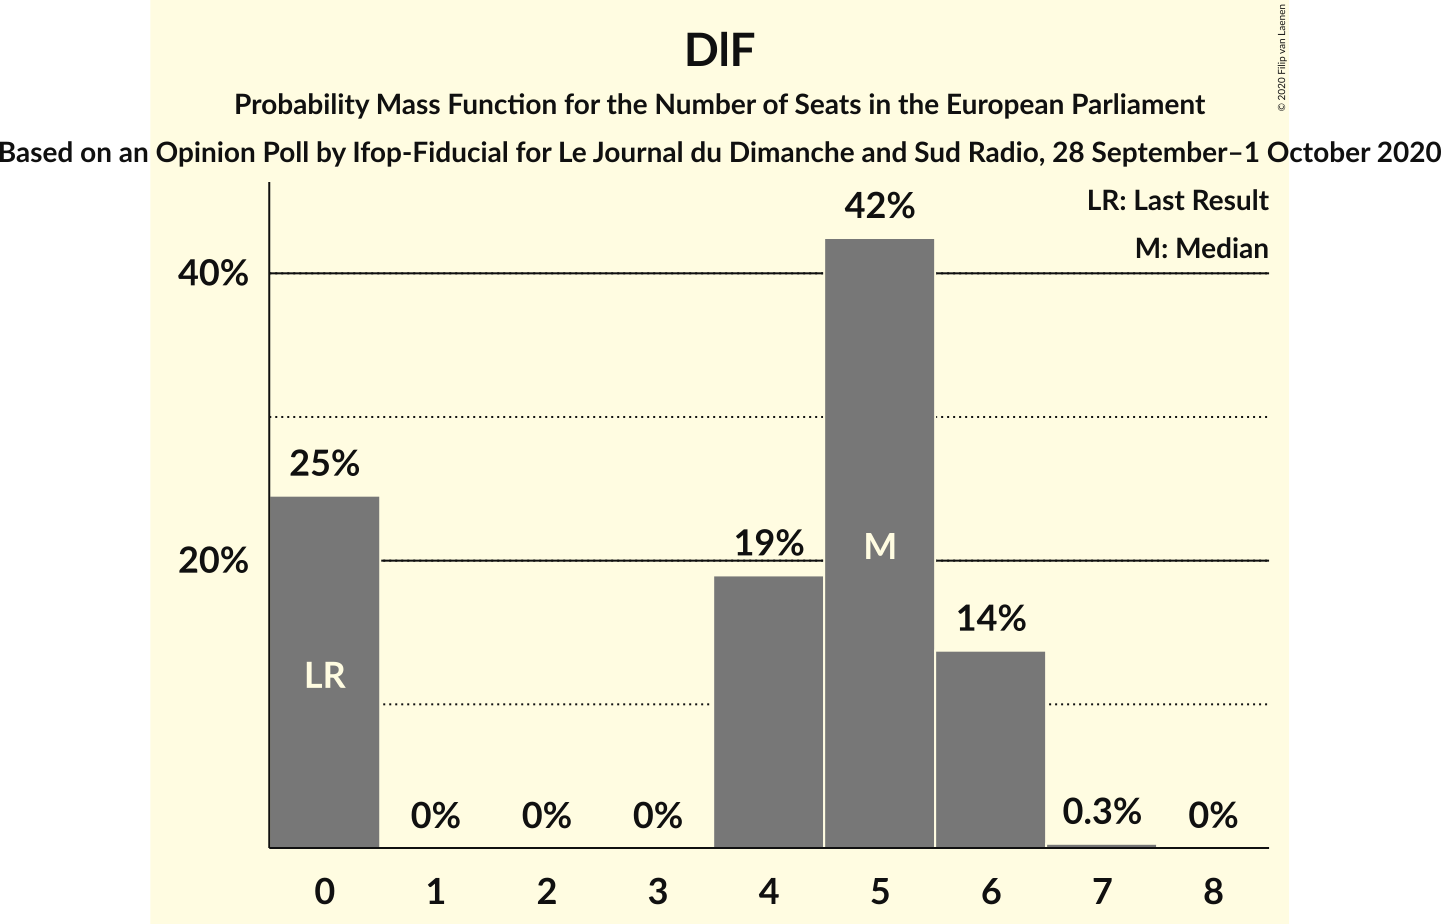 DlF
Probability Mass Function for the Number of Seats in the European Parliament
Based on an Opinion Poll by Ifop-Fiducial for Le Journal du Dimanche and Sud Radio, 28 September–1 October 2020
© 2020 Filip van Laenen
LR: Last Result
M: Median
40%
20%
25%
0%
0%
0%
19%
42%
14%
0.3%
0%
LR
M
0
1
2
3
4
5
6
7
8